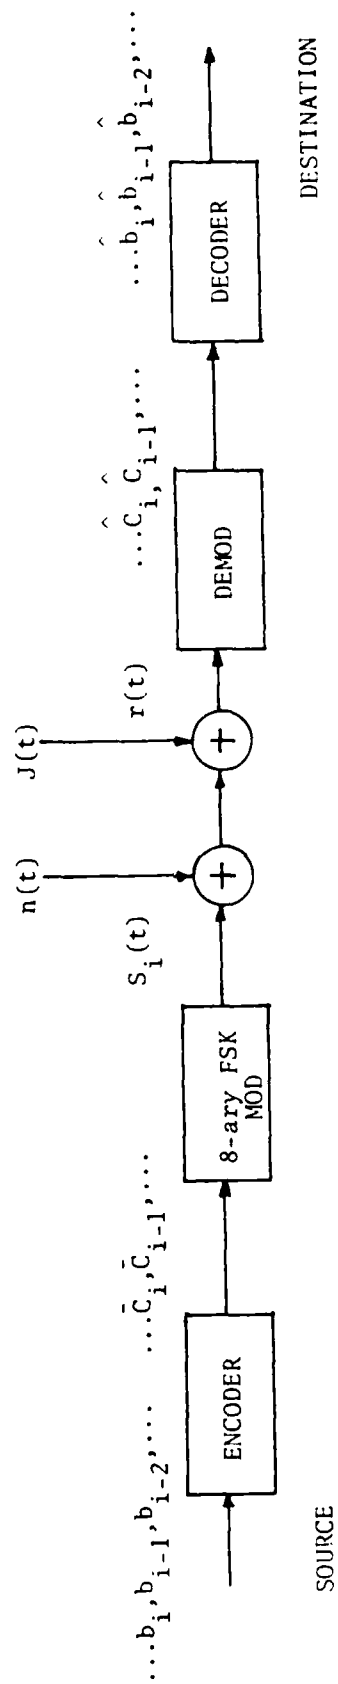 ...b_i,b_{i-1},b_{i-2},...
...C̄_i,C̄_{i-1},...
S_i(t)
n(t)
J(t)
r(t)
...Ĉ_i,Ĉ_{i-1},...
...b̂_i,b̂_{i-1},b̂_{i-2},...
ENCODER
8-ary FSK
MOD
+
+
DEMOD
DECODER
SOURCE
DESTINATION